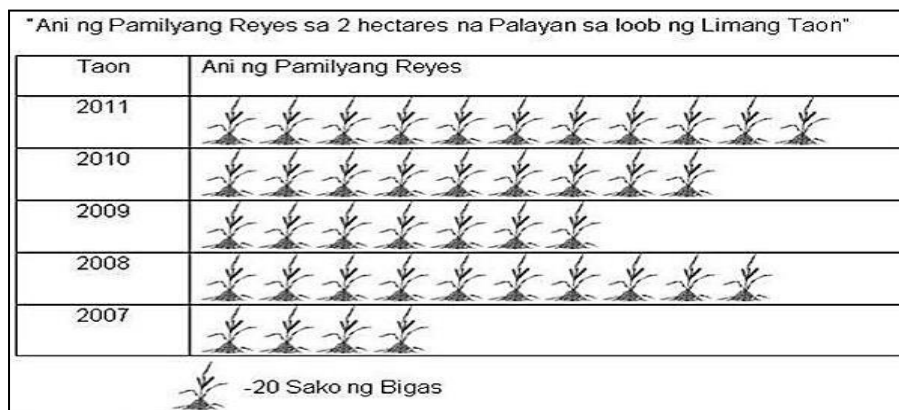 "Ani ng Pamilyang Reyes sa 2 hectares na Palayan sa loob ng Limang Taon"
Taon Ani ng Pamilyang Reyes
2011
2010
2009
2008
2007
-20 Sako ng Bigas